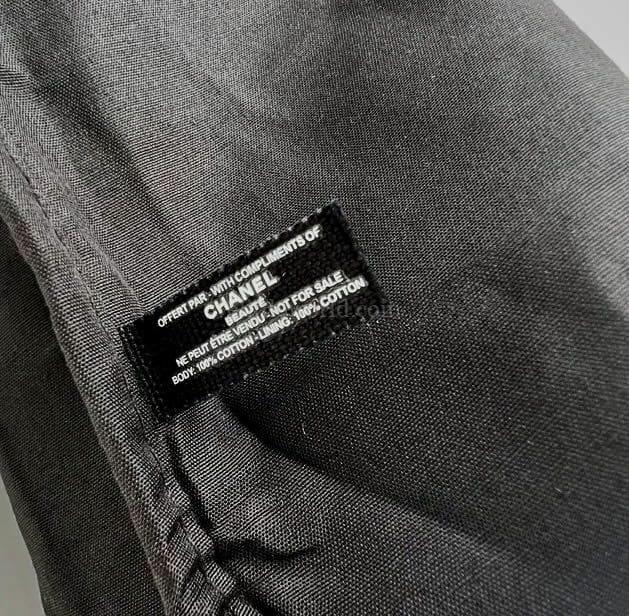 OFFERT PAR - WITH COMPLIMENTS OF
CHANEL
BEAUTÉ
NE PEUT ÊTRE VENDU - NOT FOR SALE
BODY: 100% COTTON - LINING: 100% COTTON